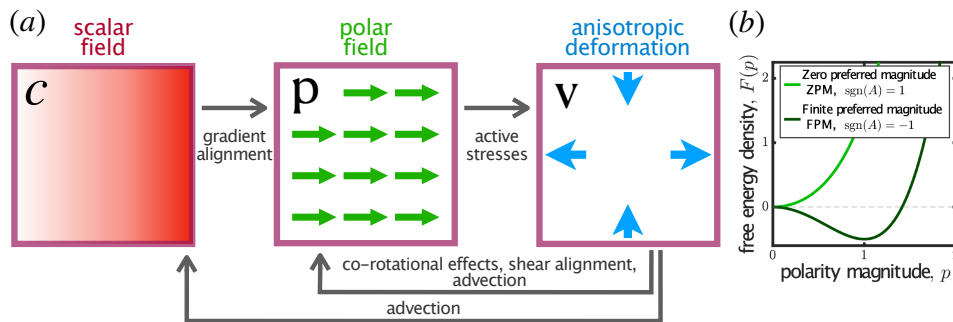 (a)
scalar
field
polar
field
anisotropic
deformation
c
p
v
gradient
alignment
active
stresses
co-rotational effects, shear alignment,
advection
advection
(b)
free energy density, F(p)
2
1
0
Zero preferred magnitude
ZPM, sgn(A) = 1
Finite preferred magnitude
FPM, sgn(A) = −1
0
1
polarity magnitude, p